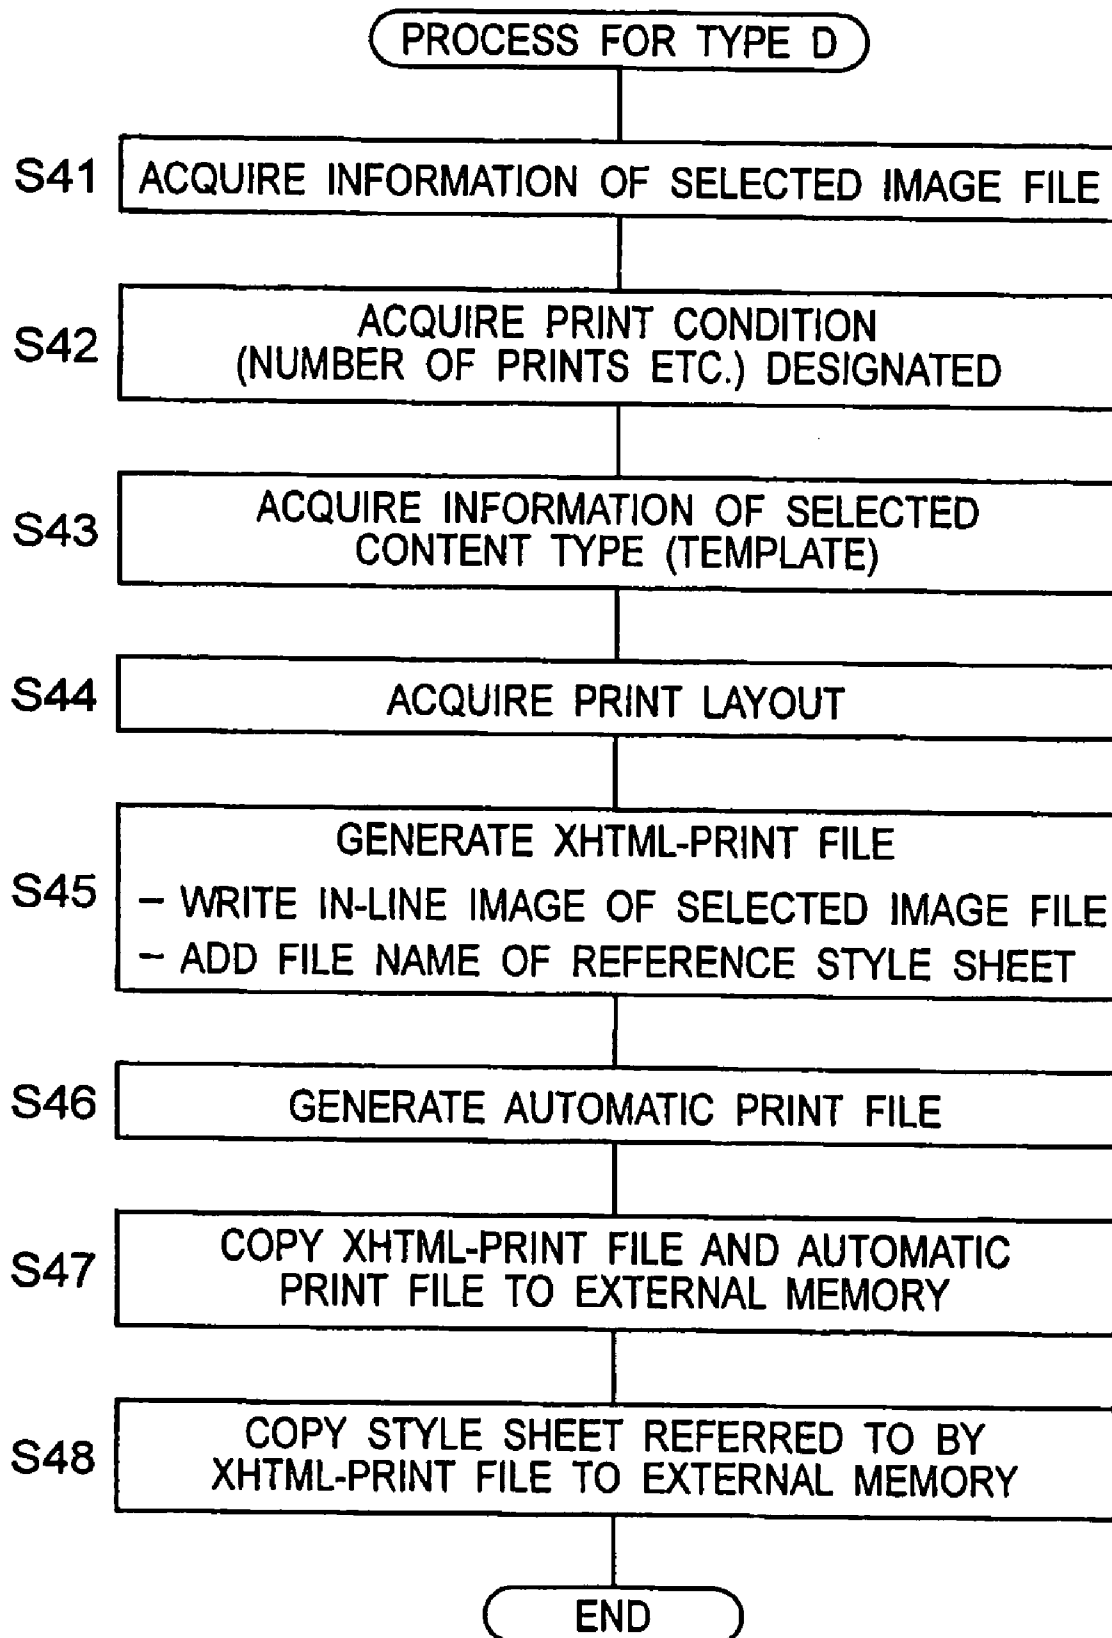 PROCESS FOR TYPE D
S41 ACQUIRE INFORMATION OF SELECTED IMAGE FILE
S42 ACQUIRE PRINT CONDITION
(NUMBER OF PRINTS ETC.) DESIGNATED
S43 ACQUIRE INFORMATION OF SELECTED
CONTENT TYPE (TEMPLATE)
S44 ACQUIRE PRINT LAYOUT
S45 GENERATE XHTML-PRINT FILE
– WRITE IN-LINE IMAGE OF SELECTED IMAGE FILE
– ADD FILE NAME OF REFERENCE STYLE SHEET
S46 GENERATE AUTOMATIC PRINT FILE
S47 COPY XHTML-PRINT FILE AND AUTOMATIC
PRINT FILE TO EXTERNAL MEMORY
S48 COPY STYLE SHEET REFERRED TO BY
XHTML-PRINT FILE TO EXTERNAL MEMORY
END